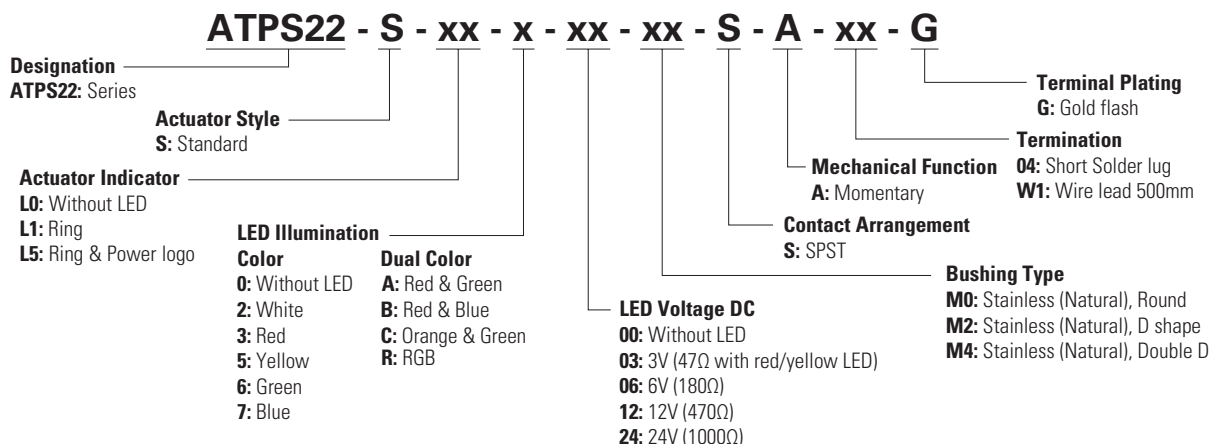 ATPS22 - S - xx - x - xx - xx - S - A - xx - G
Designation
ATPS22: Series
Actuator Style
S: Standard
Actuator Indicator
L0: Without LED
L1: Ring
L5: Ring & Power logo
LED Illumination
Color
0: Without LED
2: White
3: Red
5: Yellow
6: Green
7: Blue
Dual Color
A: Red & Green
B: Red & Blue
C: Orange & Green
R: RGB
LED Voltage DC
00: Without LED
03: 3V (47Ω with red/yellow LED)
06: 6V (180Ω)
12: 12V (470Ω)
24: 24V (1000Ω)
Bushing Type
M0: Stainless (Natural), Round
M2: Stainless (Natural), D shape
M4: Stainless (Natural), Double D
Contact Arrangement
S: SPST
Mechanical Function
A: Momentary
Termination
04: Short Solder lug
W1: Wire lead 500mm
Terminal Plating
G: Gold flash